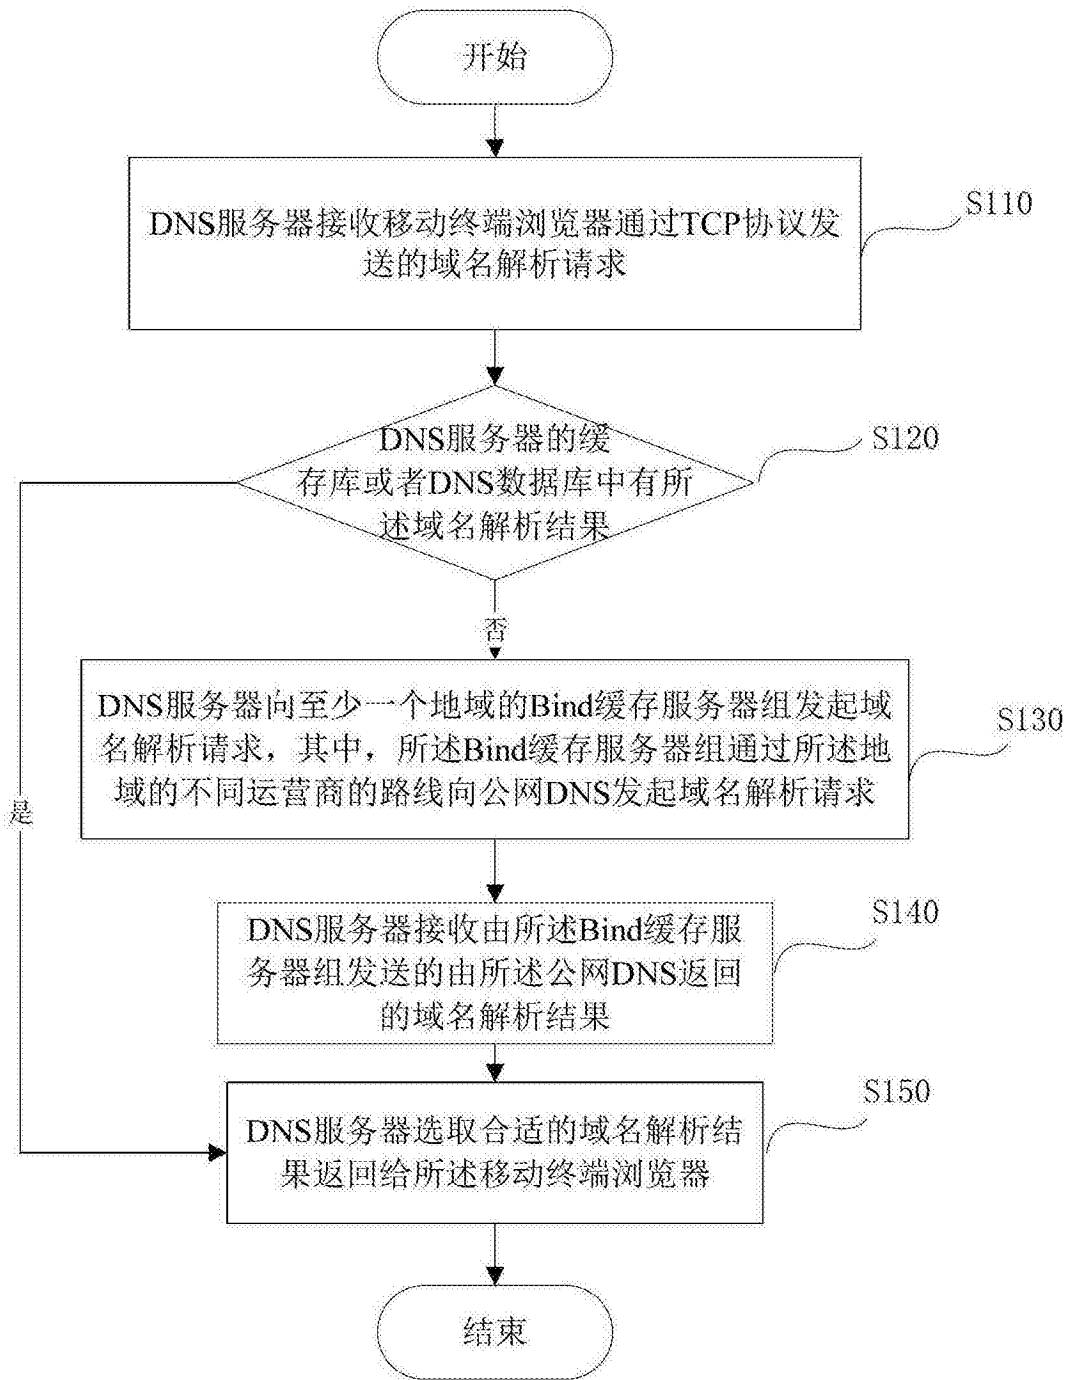 开始
DNS服务器接收移动终端浏览器通过TCP协议发
送的域名解析请求
S110
DNS服务器的缓
存库或者DNS数据库中有所
述域名解析结果
S120
否
DNS服务器向至少一个地域的Bind缓存服务器组发起域
名解析请求，其中，所述Bind缓存服务器组通过所述地
域的不同运营商的路线向公网DNS发起域名解析请求
S130
是
DNS服务器接收由所述Bind缓存服
务器组发送的由所述公网DNS返回
的域名解析结果
S140
DNS服务器选取合适的域名解析结
果返回给所述移动终端浏览器
S150
结束